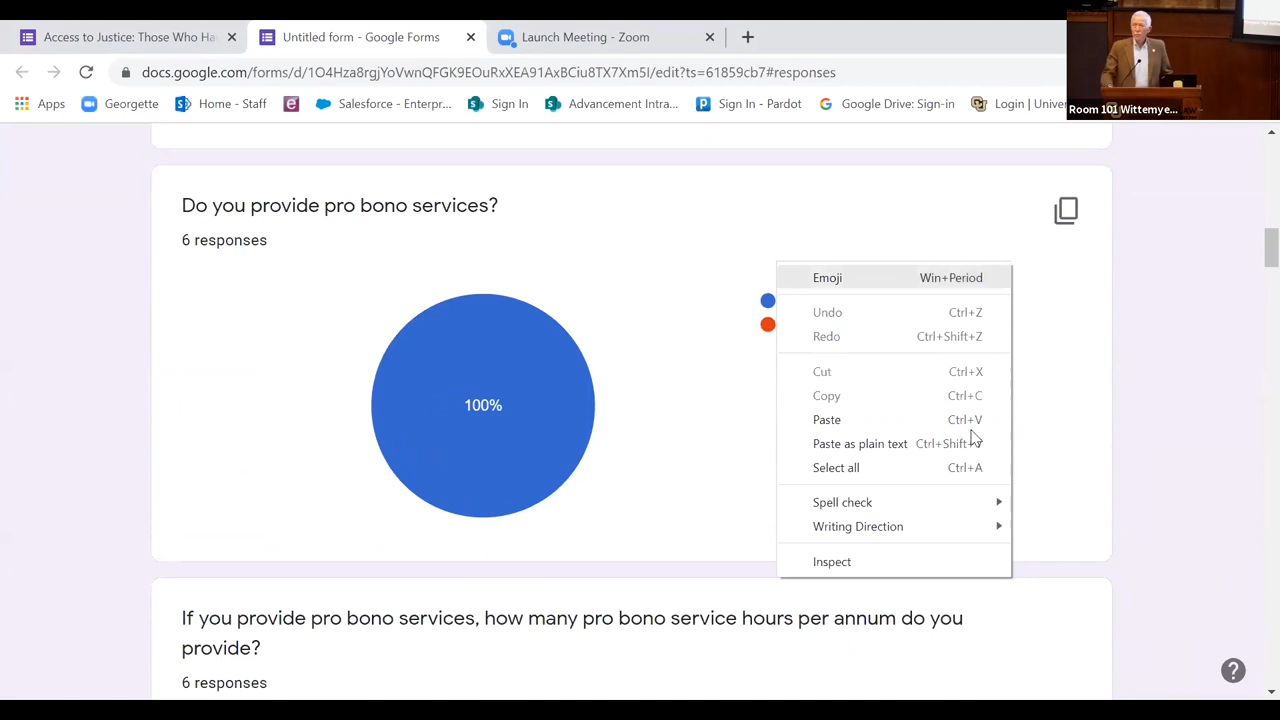 Access to Justice: Those Who Ha
Untitled form - Google Forms
Launch Meeting - Zoom
docs.google.com/forms/d/1O4Hza8rgjYoVwnQFGK9EOuRxXEA91AxBCiu8TX7Xm5I/edit?ts=61859cb7#responses
Apps
Georgette
Home - Staff
Salesforce - Enterpr...
Sign In
Advancement Intra...
Sign In - Pardot
Google Drive: Sign-in
Login | Univer
Room 101 Wittemye...
Do you provide pro bono services?
6 responses
100%
Emoji Win+Period
Undo Ctrl+Z
Redo Ctrl+Shift+Z
Cut Ctrl+X
Copy Ctrl+C
Paste Ctrl+V
Paste as plain text Ctrl+Shift+V
Select all Ctrl+A
Spell check
Writing Direction
Inspect
If you provide pro bono services, how many pro bono service hours per annum do you
provide?
6 responses